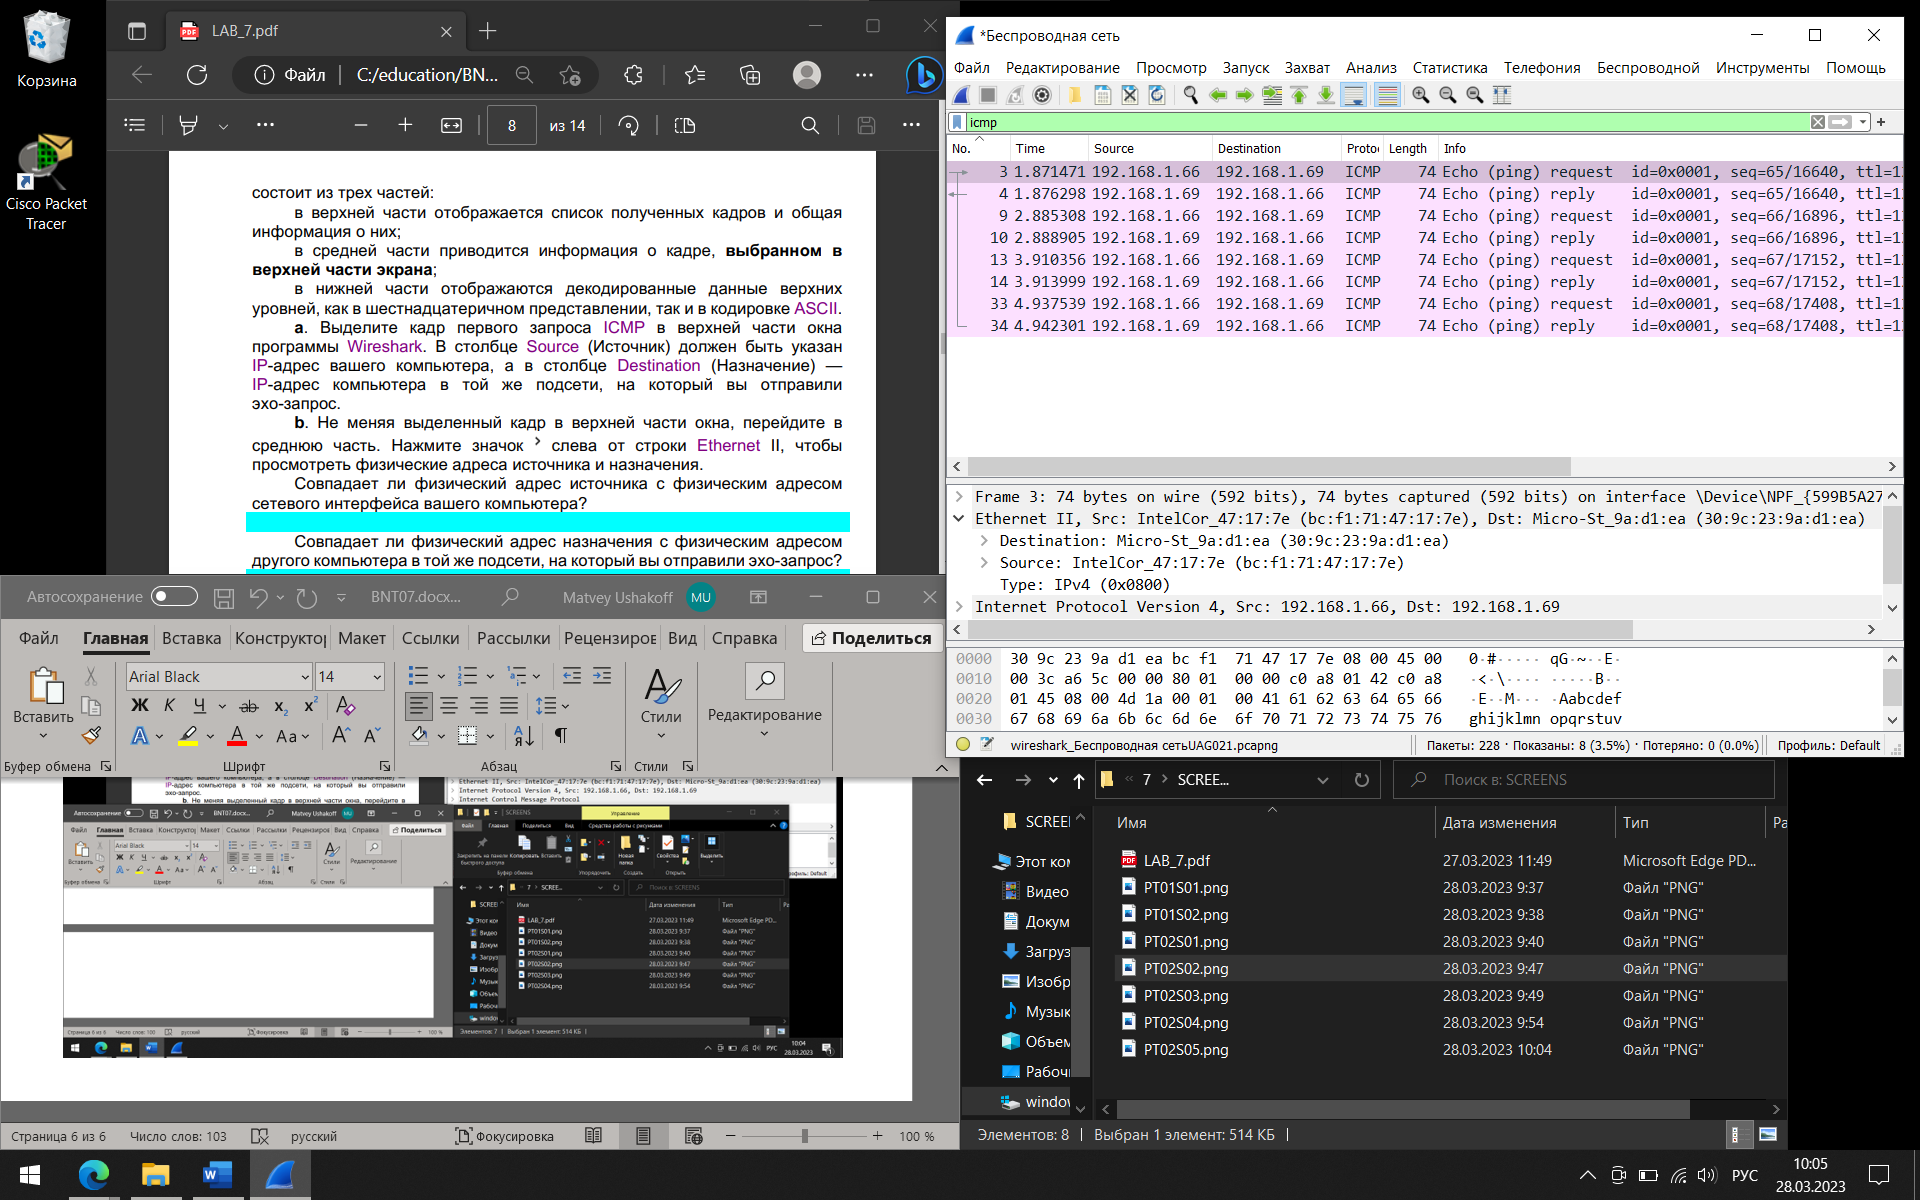 Корзина
Cisco Packet
Tracer
LAB_7.pdf
Файл
C:/education/BN...
8
из 14
состоит из трех частей:
в верхней части отображается список полученных кадров и общая
информация о них;
в средней части приводится информация о кадре, выбранном в
верхней части экрана;
в нижней части отображаются декодированные данные верхних
уровней, как в шестнадцатеричном представлении, так и в кодировке ASCII.
a. Выделите кадр первого запроса ICMP в верхней части окна
программы Wireshark. В столбце Source (Источник) должен быть указан
IP-адрес вашего компьютера, а в столбце Destination (Назначение) —
IP-адрес компьютера в той же подсети, на который вы отправили
эхо-запрос.
b. Не меняя выделенный кадр в верхней части окна, перейдите в
среднюю часть. Нажмите значок > слева от строки Ethernet II, чтобы
просмотреть физические адреса источника и назначения.
Совпадает ли физический адрес источника с физическим адресом
сетевого интерфейса вашего компьютера?
Совпадает ли физический адрес назначения с физическим адресом
другого компьютера в той же подсети, на который вы отправили эхо-запрос?
*Беспроводная сеть
Файл Редактирование Просмотр Запуск Захват Анализ Статистика Телефония Беспроводной Инструменты Помощь
icmp
No. Time Source Destination Proto Length Info
3 1.871471 192.168.1.66 192.168.1.69 ICMP 74 Echo (ping) request id=0x0001, seq=65/16640, ttl=1
4 1.876298 192.168.1.69 192.168.1.66 ICMP 74 Echo (ping) reply id=0x0001, seq=65/16640, ttl=1
9 2.885308 192.168.1.66 192.168.1.69 ICMP 74 Echo (ping) request id=0x0001, seq=66/16896, ttl=1
10 2.888905 192.168.1.69 192.168.1.66 ICMP 74 Echo (ping) reply id=0x0001, seq=66/16896, ttl=1
13 3.910356 192.168.1.66 192.168.1.69 ICMP 74 Echo (ping) request id=0x0001, seq=67/17152, ttl=1
14 3.913999 192.168.1.69 192.168.1.66 ICMP 74 Echo (ping) reply id=0x0001, seq=67/17152, ttl=1
33 4.937539 192.168.1.66 192.168.1.69 ICMP 74 Echo (ping) request id=0x0001, seq=68/17408, ttl=1
34 4.942301 192.168.1.69 192.168.1.66 ICMP 74 Echo (ping) reply id=0x0001, seq=68/17408, ttl=1
Frame 3: 74 bytes on wire (592 bits), 74 bytes captured (592 bits) on interface \Device\NPF_{599B5A27
Ethernet II, Src: IntelCor_47:17:7e (bc:f1:71:47:17:7e), Dst: Micro-St_9a:d1:ea (30:9c:23:9a:d1:ea)
Destination: Micro-St_9a:d1:ea (30:9c:23:9a:d1:ea)
Source: IntelCor_47:17:7e (bc:f1:71:47:17:7e)
Type: IPv4 (0x0800)
Internet Protocol Version 4, Src: 192.168.1.66, Dst: 192.168.1.69
0000 30 9c 23 9a d1 ea bc f1 71 47 17 7e 08 00 45 00 0·#····· qG·~··E·
0010 00 3c a6 5c 00 00 80 01 00 00 c0 a8 01 42 c0 a8 ·<·\···· ·····B··
0020 01 45 08 00 4d 1a 00 01 00 41 61 62 63 64 65 66 ·E··M··· ·Aabcdef
0030 67 68 69 6a 6b 6c 6d 6e 6f 70 71 72 73 74 75 76 ghijklmn opqrstuv
wireshark_Беспроводная сетьUAG021.pcapng
Пакеты: 228 · Показаны: 8 (3.5%) · Потеряно: 0 (0.0%)
Профиль: Default
Автосохранение
BNT07.docx...
Matvey Ushakoff
MU
Файл Главная Вставка Конструктор Макет Ссылки Рассылки Рецензиров Вид Справка
Поделиться
Arial Black
14
Вставить
Ж К Ч ab x₂ x²
Aa
Стили
Редактирование
Буфер обмена
Шрифт
Абзац
Стили
Страница 6 из 6
Число слов: 103
русский
Фокусировка
100 %
7
SCREE...
Поиск в: SCREENS
Имя Дата изменения Тип Ра
SCREEI
Этот ком
Видео
Докум
Загруз
Изобр
Музык
Объем
Рабочи
windov
LAB_7.pdf 27.03.2023 11:49 Microsoft Edge PD...
PT01S01.png 28.03.2023 9:37 Файл "PNG"
PT01S02.png 28.03.2023 9:38 Файл "PNG"
PT02S01.png 28.03.2023 9:40 Файл "PNG"
PT02S02.png 28.03.2023 9:47 Файл "PNG"
PT02S03.png 28.03.2023 9:49 Файл "PNG"
PT02S04.png 28.03.2023 9:54 Файл "PNG"
PT02S05.png 28.03.2023 10:04 Файл "PNG"
Элементов: 8
Выбран 1 элемент: 514 КБ
РУС
10:05
28.03.2023